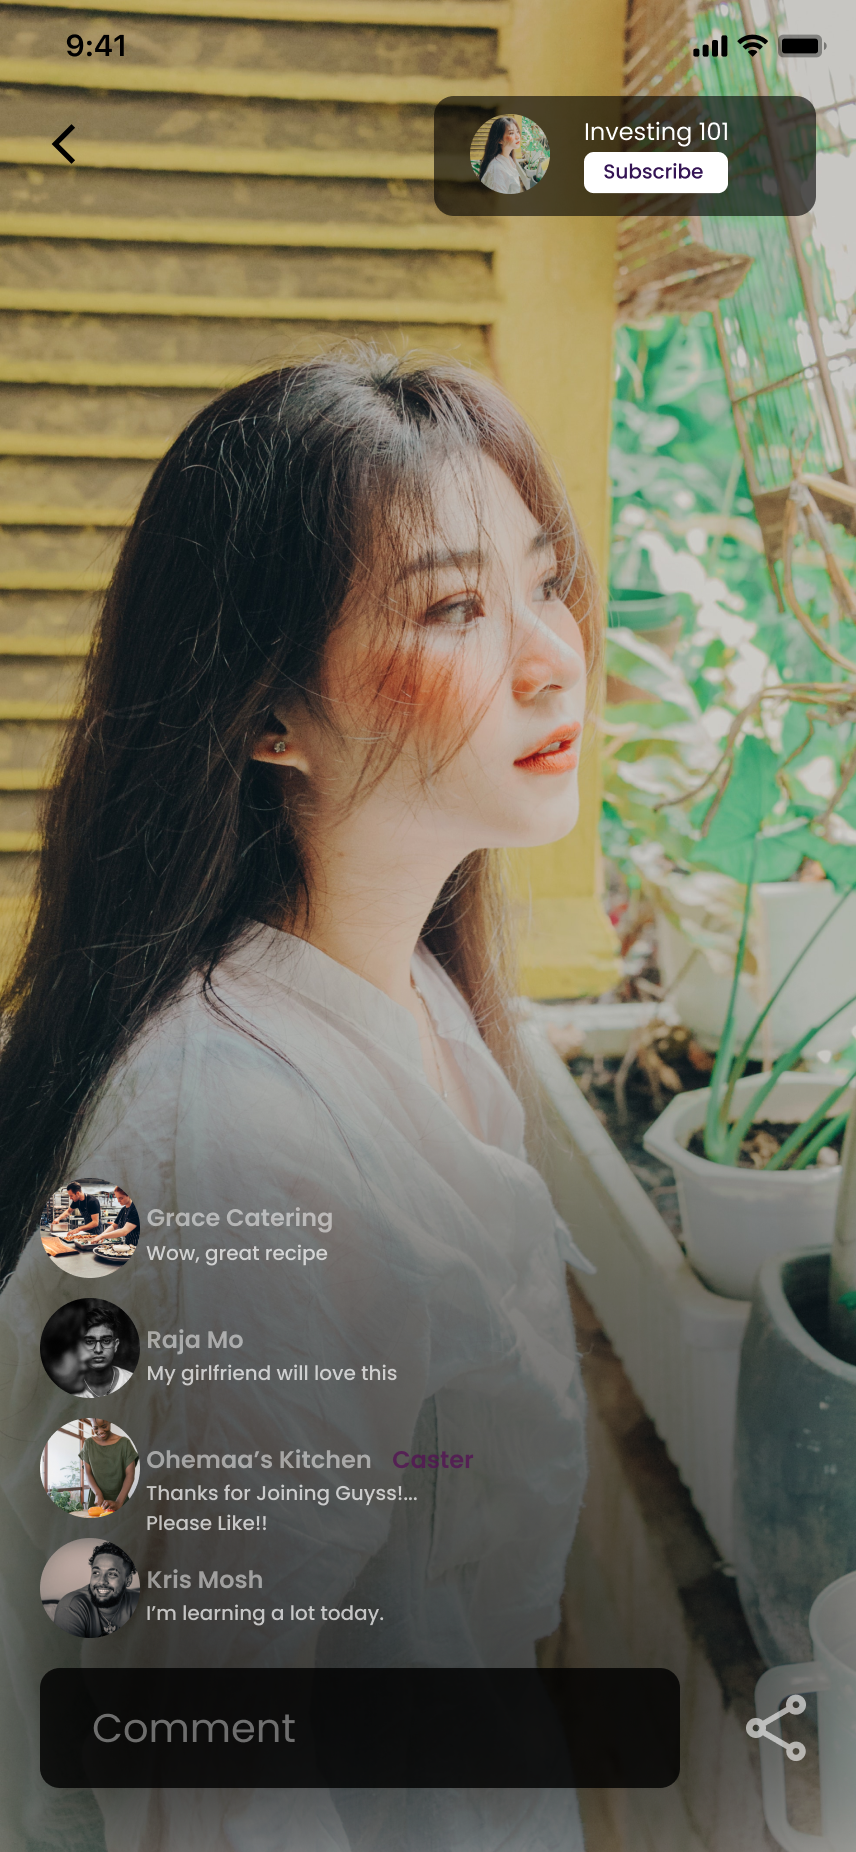 9:41
Investing 101
Subscribe
Grace Catering
Wow, great recipe
Raja Mo
My girlfriend will love this
Ohemaa’s Kitchen Caster
Thanks for Joining Guyss!...
Please Like!!
Kris Mosh
I’m learning a lot today.
Comment